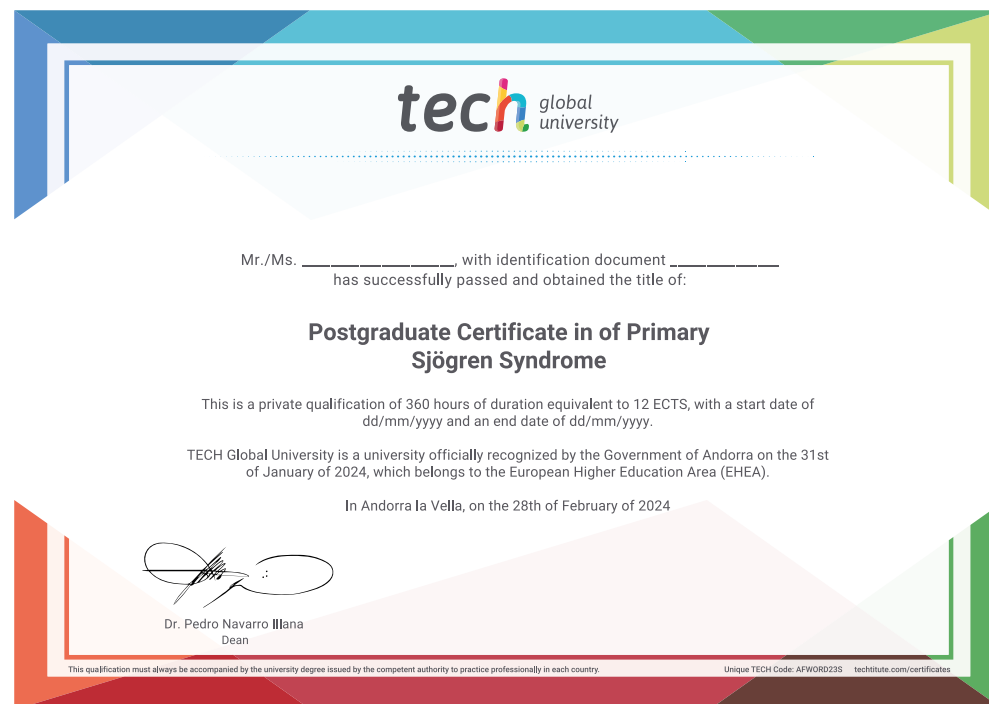 tech global university
Mr./Ms. __________________, with identification document _____________
has successfully passed and obtained the title of:
Postgraduate Certificate in of Primary
Sjögren Syndrome
This is a private qualification of 360 hours of duration equivalent to 12 ECTS, with a start date of
dd/mm/yyyy and an end date of dd/mm/yyyy.
TECH Global University is a university officially recognized by the Government of Andorra on the 31st
of January of 2024, which belongs to the European Higher Education Area (EHEA).
In Andorra la Vella, on the 28th of February of 2024
Dr. Pedro Navarro Illana
Dean
This qualification must always be accompanied by the university degree issued by the competent authority to practice professionally in each country.
Unique TECH Code: AFWORD23S techtitute.com/certificates